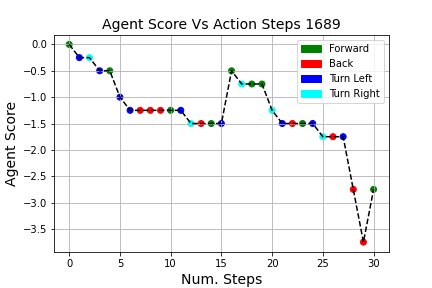 Agent Score Vs Action Steps 1689
Forward
Back
Turn Left
Turn Right
Agent Score
0.0
−0.5
−1.0
−1.5
−2.0
−2.5
−3.0
−3.5
0 5 10 15 20 25 30
Num. Steps